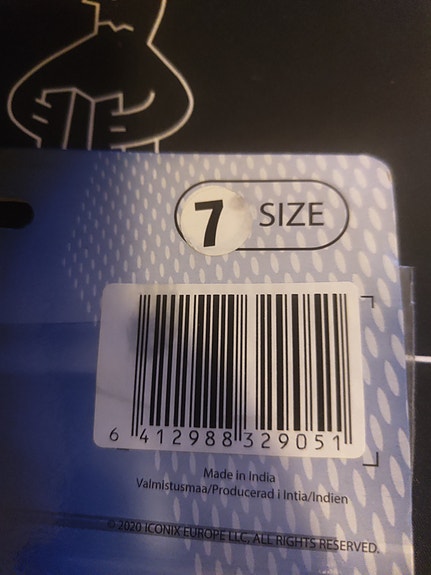 7 SIZE
6 412988 329051
Made in India
Valmistusmaa/Producerad i Intia/Indien
© 2020 ICONIX EUROPE LLC, ALL RIGHTS RESERVED.